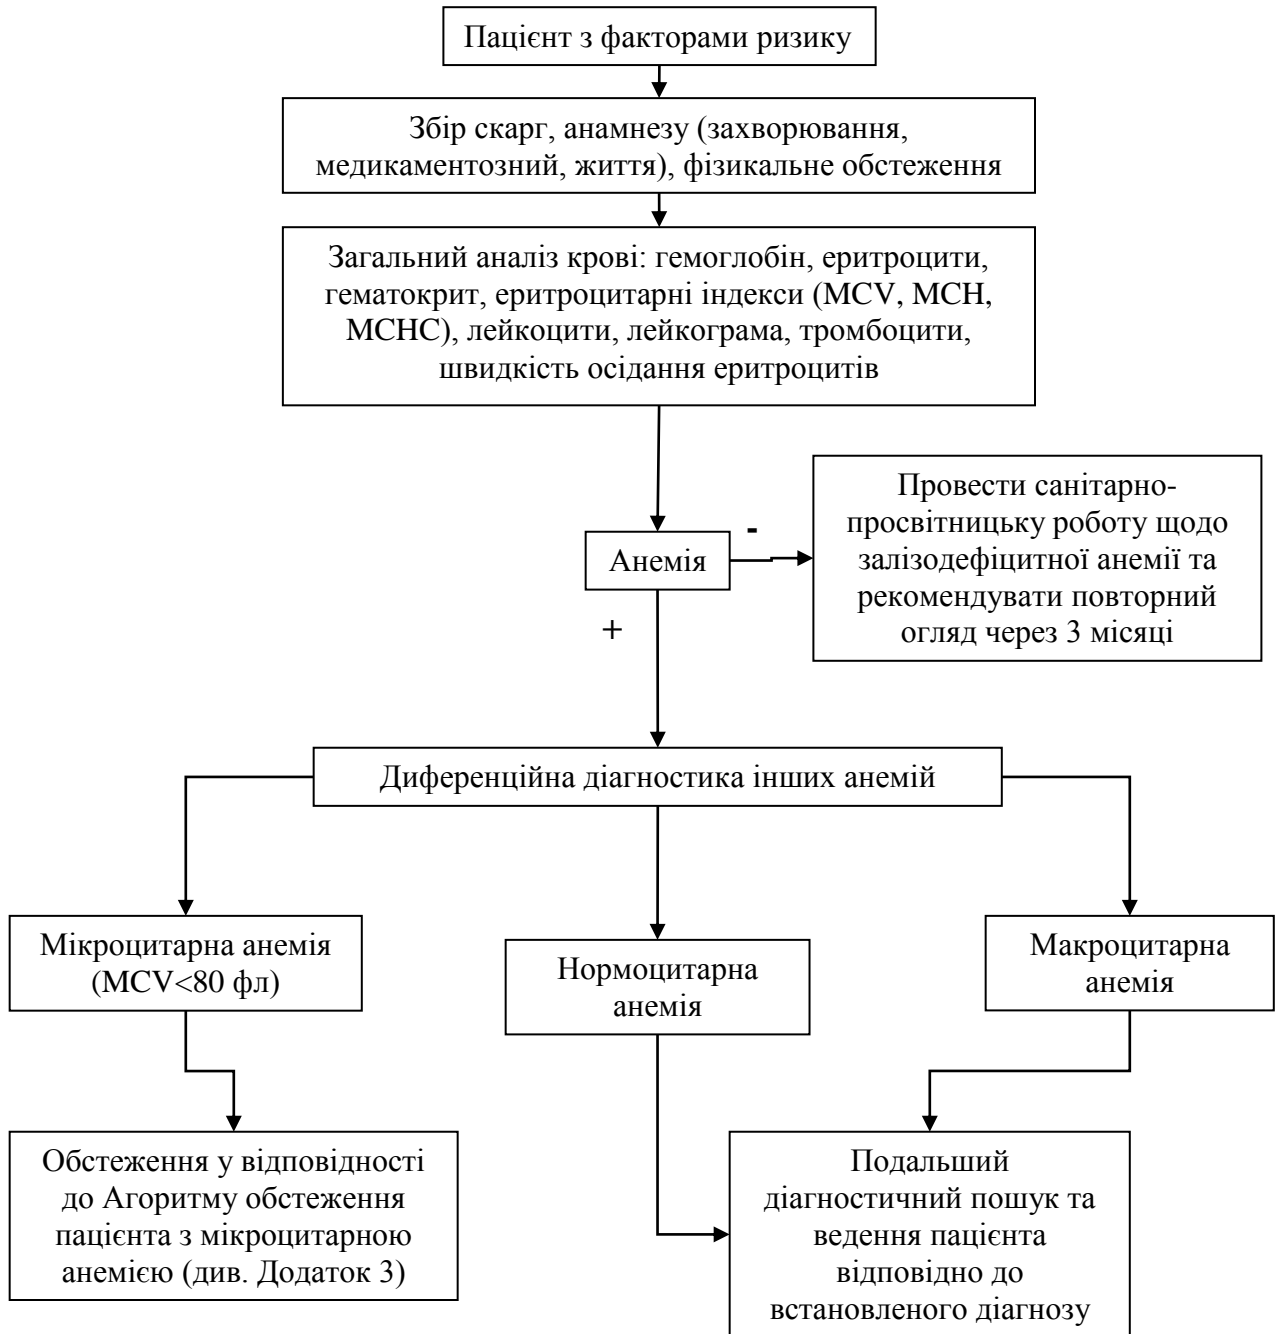 Пацієнт з факторами ризику
Збір скарг, анамнезу (захворювання,
медикаментозний, життя), фізикальне обстеження
Загальний аналіз крові: гемоглобін, еритроцити,
гематокрит, еритроцитарні індекси (MCV, MCH,
MCHC), лейкоцити, лейкограма, тромбоцити,
швидкість осідання еритроцитів
Анемія
-
Провести санітарно-
просвітницьку роботу щодо
залізодефіцитної анемії та
рекомендувати повторний
огляд через 3 місяці
+
Диференційна діагностика інших анемій
Мікроцитарна анемія
(MCV<80 фл)
Нормоцитарна
анемія
Макроцитарна
анемія
Обстеження у відповідності
до Агоритму обстеження
пацієнта з мікроцитарною
анемією (див. Додаток 3)
Подальший
діагностичний пошук та
ведення пацієнта
відповідно до
встановленого діагнозу